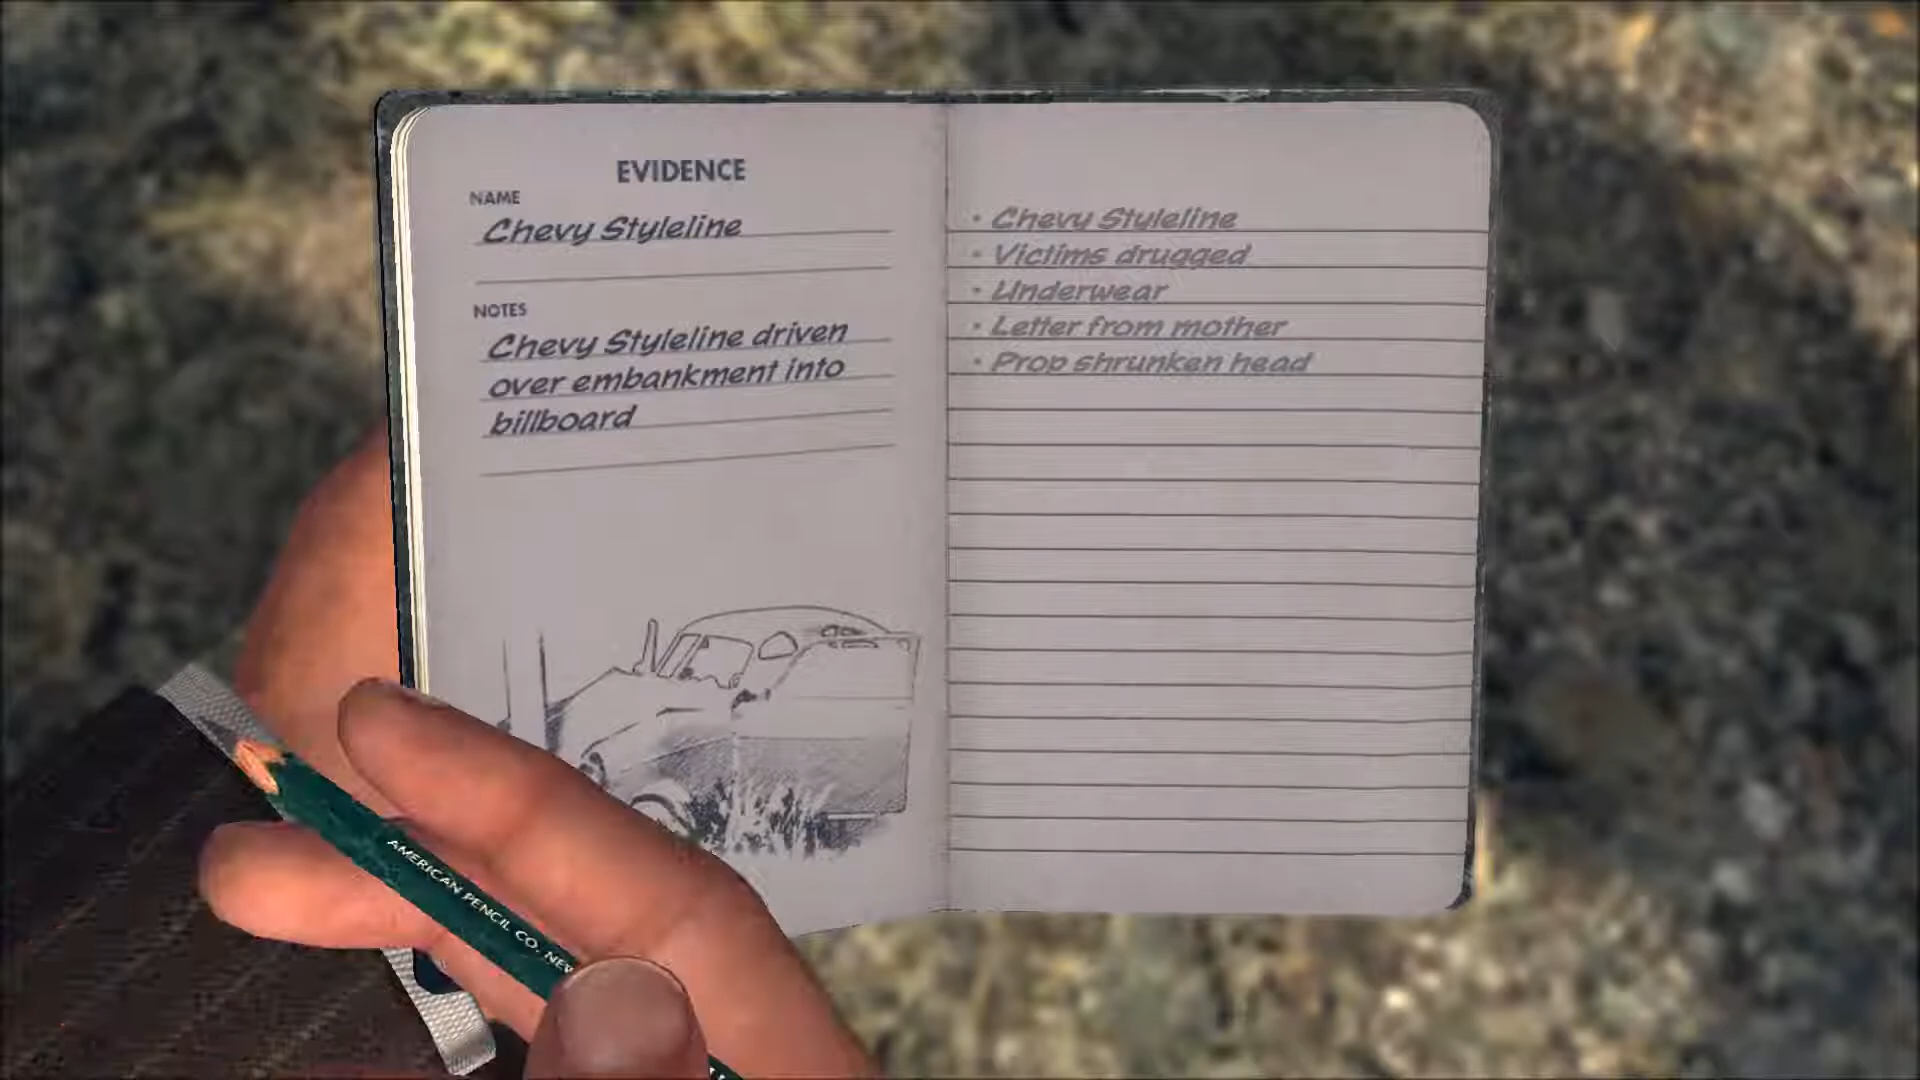 EVIDENCE
NAME
Chevy Styleline
NOTES
Chevy Styleline driven
over embankment into
billboard
• Chevy Styleline
• Victims drugged
• Underwear
• Letter from mother
• Prop shrunken head
AMERICAN PENCIL CO.